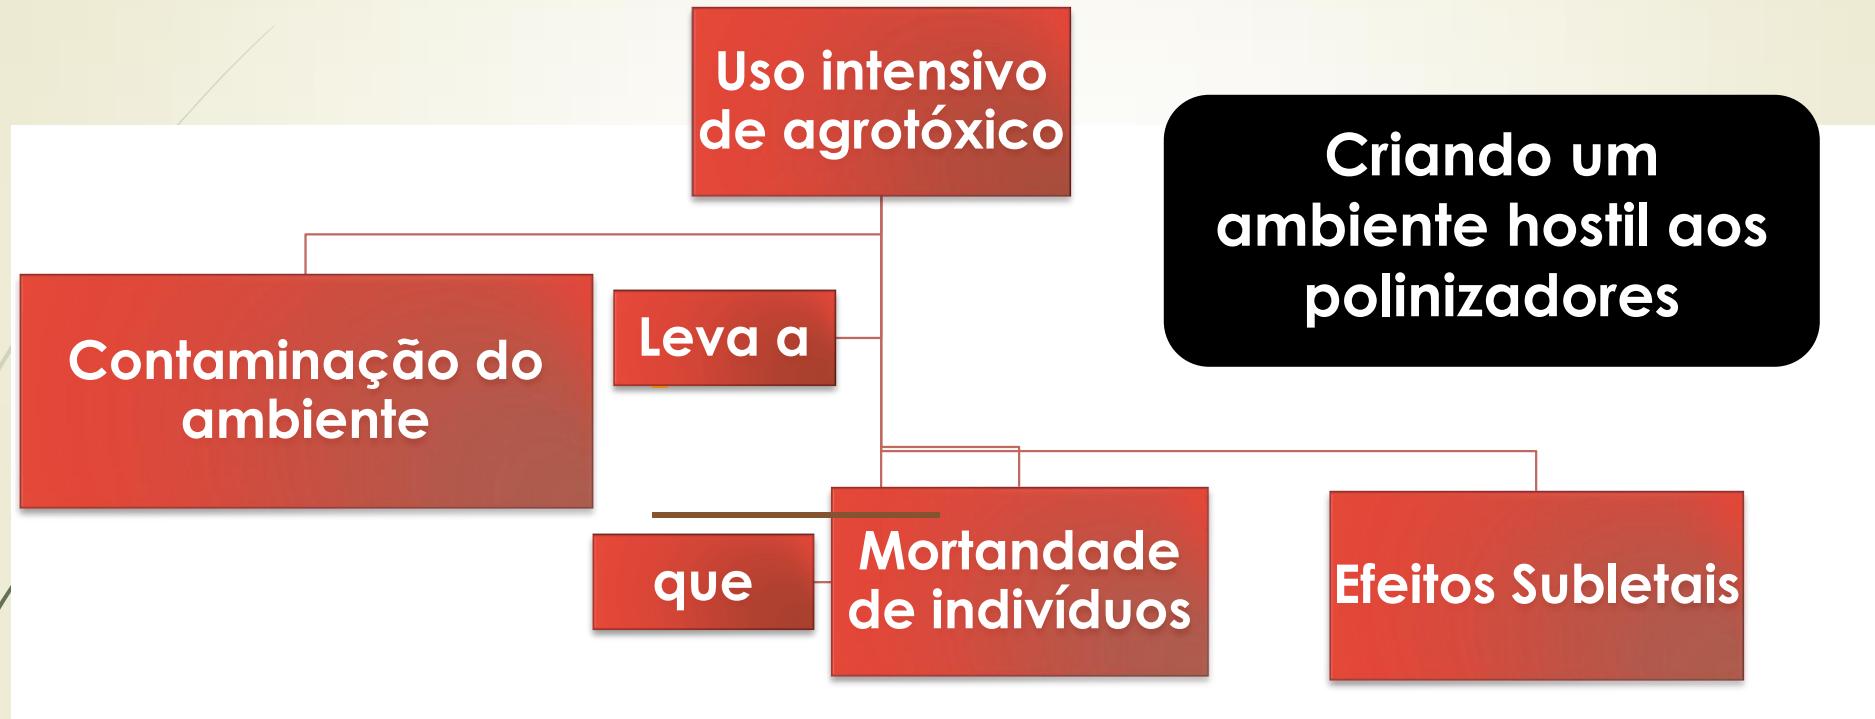 Uso intensivo
de agrotóxico
Criando um
ambiente hostil aos
polinizadores
Contaminação do
ambiente
Leva a
que
Mortandade
de indivíduos
Efeitos Subletais